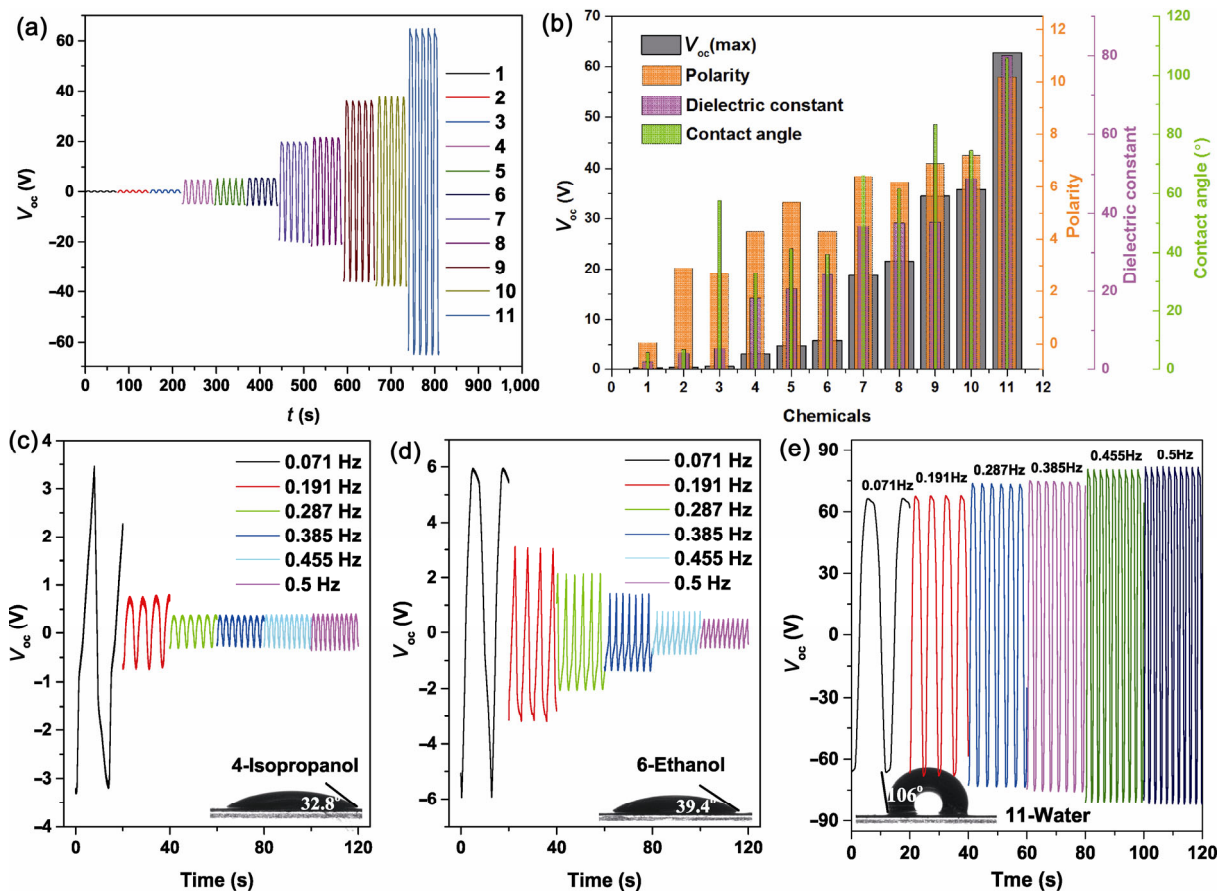 (a)
60
40
20
0
−20
−40
−60
V_oc (V)
0 100 200 300 400 500 600 700 800 900 1,000
t (s)
1
2
3
4
5
6
7
8
9
10
11
(b)
70
60
50
40
30
20
10
0
V_oc (V)
V_oc(max)
Polarity
Dielectric constant
Contact angle
0 1 2 3 4 5 6 7 8 9 10 11 12
Chemicals
12
10
8
6
4
2
0
Polarity
80
60
40
20
0
Dielectric constant
120
100
80
60
40
20
0
Contact angle (°)
(c)
4
3
2
1
0
−1
−2
−3
−4
V_oc (V)
0.071 Hz
0.191 Hz
0.287 Hz
0.385 Hz
0.455 Hz
0.5 Hz
4-Isopropanol
32.8°
0 40 80 120
Time (s)
(d)
6
4
2
0
−2
−4
−6
V_oc (V)
0.071 Hz
0.191 Hz
0.287 Hz
0.385 Hz
0.455 Hz
0.5 Hz
6-Ethanol
39.4°
0 40 80 120
Time (s)
(e)
90
60
30
0
−30
−60
−90
V_oc (V)
0.071Hz
0.191Hz
0.287Hz
0.385Hz
0.455Hz
0.5Hz
106°
11-Water
0 20 40 60 80 100 120
Tme (s)